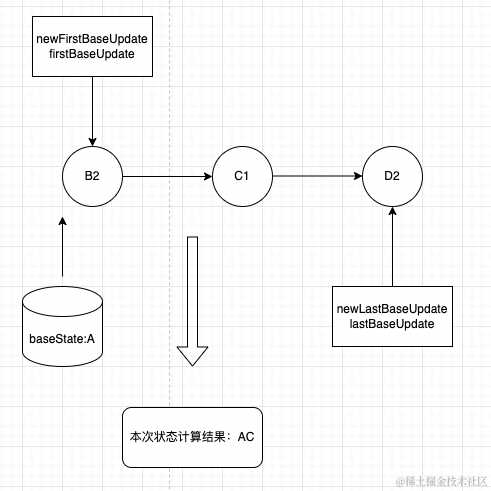 newFirstBaseUpdate
firstBaseUpdate
B2
C1
D2
baseState:A
newLastBaseUpdate
lastBaseUpdate
本次状态计算结果：AC
@稀土掘金技术社区